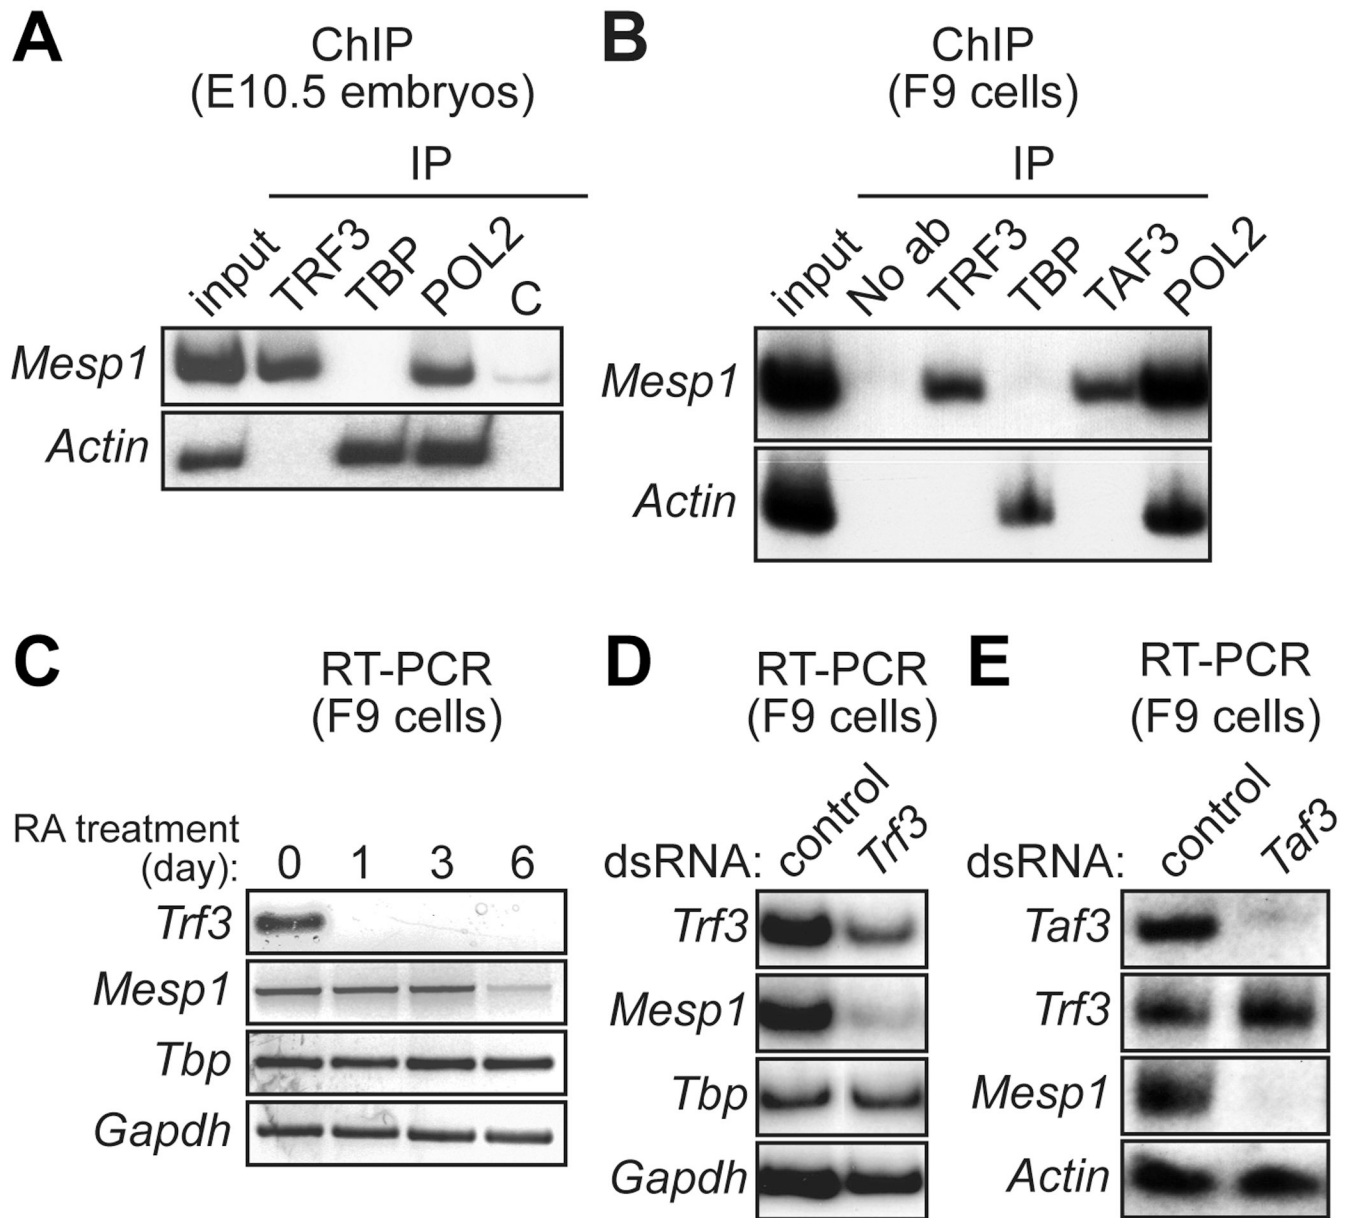 A
ChIP
(E10.5 embryos)
IP
input TRF3 TBP POL2 C
Mesp1
Actin
B
ChIP
(F9 cells)
IP
input No ab TRF3 TBP TAF3 POL2
Mesp1
Actin
C
RT-PCR
(F9 cells)
RA treatment
(day): 0 1 3 6
Trf3
Mesp1
Tbp
Gapdh
D
RT-PCR
(F9 cells)
dsRNA: control Trf3
Trf3
Mesp1
Tbp
Gapdh
E
RT-PCR
(F9 cells)
dsRNA: control Taf3
Taf3
Trf3
Mesp1
Actin